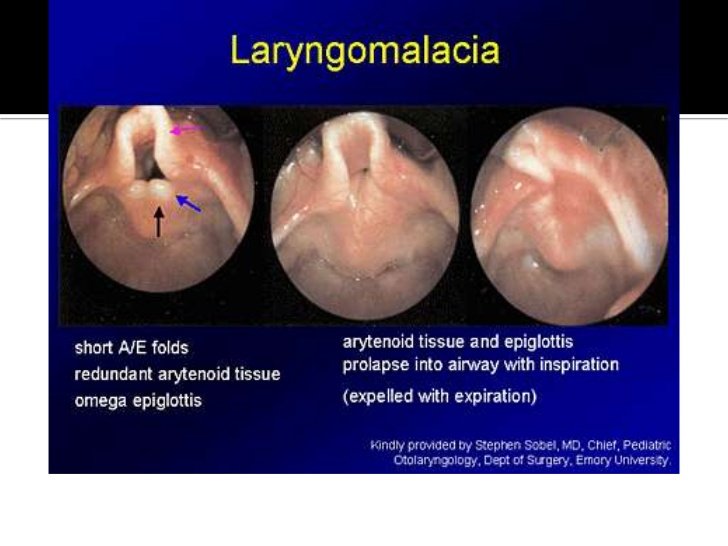 Laryngomalacia
short A/E folds
redundant arytenoid tissue
omega epiglottis
arytenoid tissue and epiglottis
prolapse into airway with inspiration
(expelled with expiration)
Kindly provided by Stephen Sobel, MD, Chief, Pediatric
Otolaryngology, Dept of Surgery, Emory University.